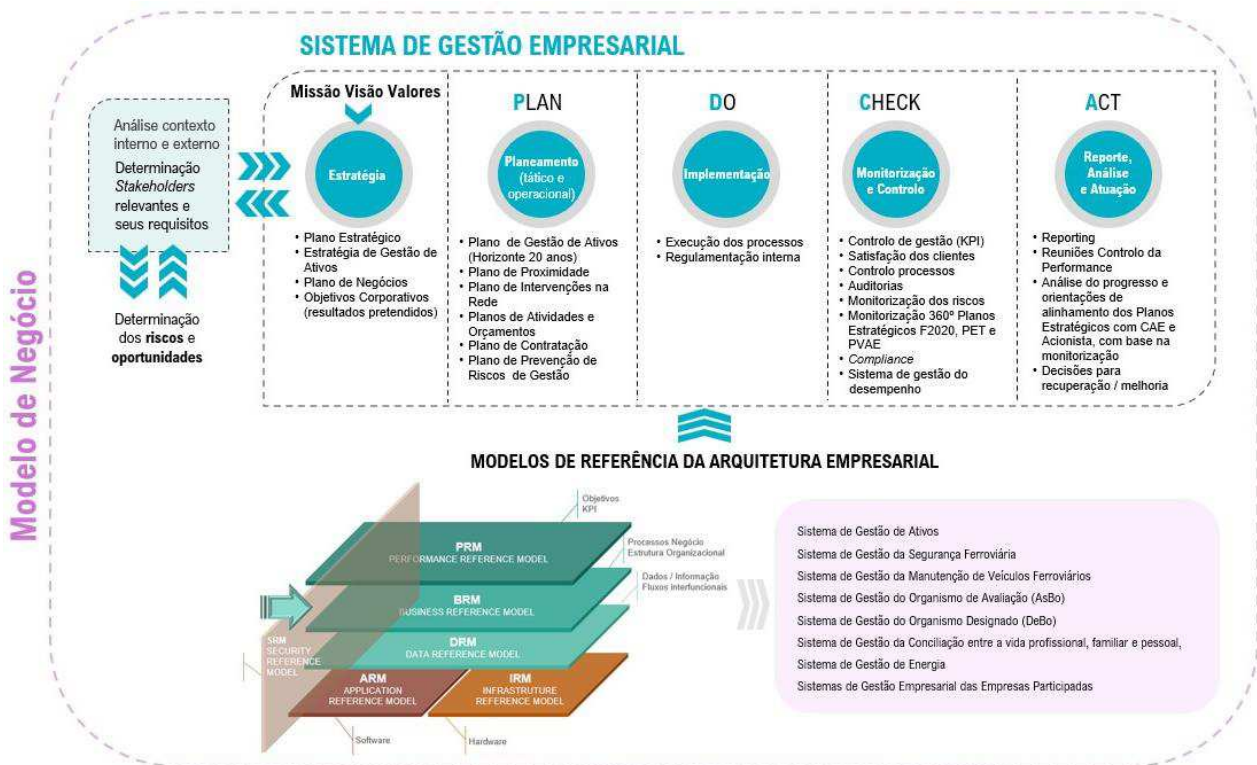 SISTEMA DE GESTÃO EMPRESARIAL
Modelo de Negócio
Análise contexto
interno e externo
Determinação
Stakeholders
relevantes e
seus requisitos
Determinação
dos riscos e
oportunidades
Missão Visão Valores
Estratégia
• Plano Estratégico
• Estratégia de Gestão de
Ativos
• Plano de Negócios
• Objetivos Corporativos
(resultados pretendidos)
PLAN
Planeamento
(tático e
operacional)
• Plano de Gestão de Ativos
(Horizonte 20 anos)
• Plano de Proximidade
• Plano de Intervenções na
Rede
• Planos de Atividades e
Orçamentos
• Plano de Contratação
• Plano de Prevenção de
Riscos de Gestão
DO
Implementação
• Execução dos processos
• Regulamentação interna
CHECK
Monitorização
e Controlo
• Controlo de gestão (KPI)
• Satisfação dos clientes
• Controlo processos
• Auditorias
• Monitorização dos riscos
• Monitorização 360º Planos
Estratégicos F2020, PET e
PVAE
• Compliance
• Sistema de gestão do
desempenho
ACT
Reporte,
Análise
e Atuação
• Reporting
• Reuniões Controlo da
Performance
• Análise do progresso e
orientações de
alinhamento dos Planos
Estratégicos com CAE e
Acionista, com base na
monitorização
• Decisões para
recuperação / melhoria
MODELOS DE REFERÊNCIA DA ARQUITETURA EMPRESARIAL
Objetivos
KPI
PRM
PERFORMANCE REFERENCE MODEL
Processos Negócio
Estrutura Organizacional
BRM
BUSINESS REFERENCE MODEL
Dados / Informação
Fluxos Interfuncionais
DRM
DATA REFERENCE MODEL
SRM
SECURITY
REFERENCE
MODEL
ARM
APPLICATION
REFERENCE MODEL
IRM
INFRASTRUTURE
REFERENCE MODEL
Software
Hardware
Sistema de Gestão de Ativos
Sistema de Gestão da Segurança Ferroviária
Sistema de Gestão da Manutenção de Veículos Ferroviários
Sistema de Gestão do Organismo de Avaliação (AsBo)
Sistema de Gestão do Organismo Designado (DeBo)
Sistema de Gestão da Conciliação entre a vida profissional, familiar e pessoal,
Sistema de Gestão de Energia
Sistemas de Gestão Empresarial das Empresas Participadas